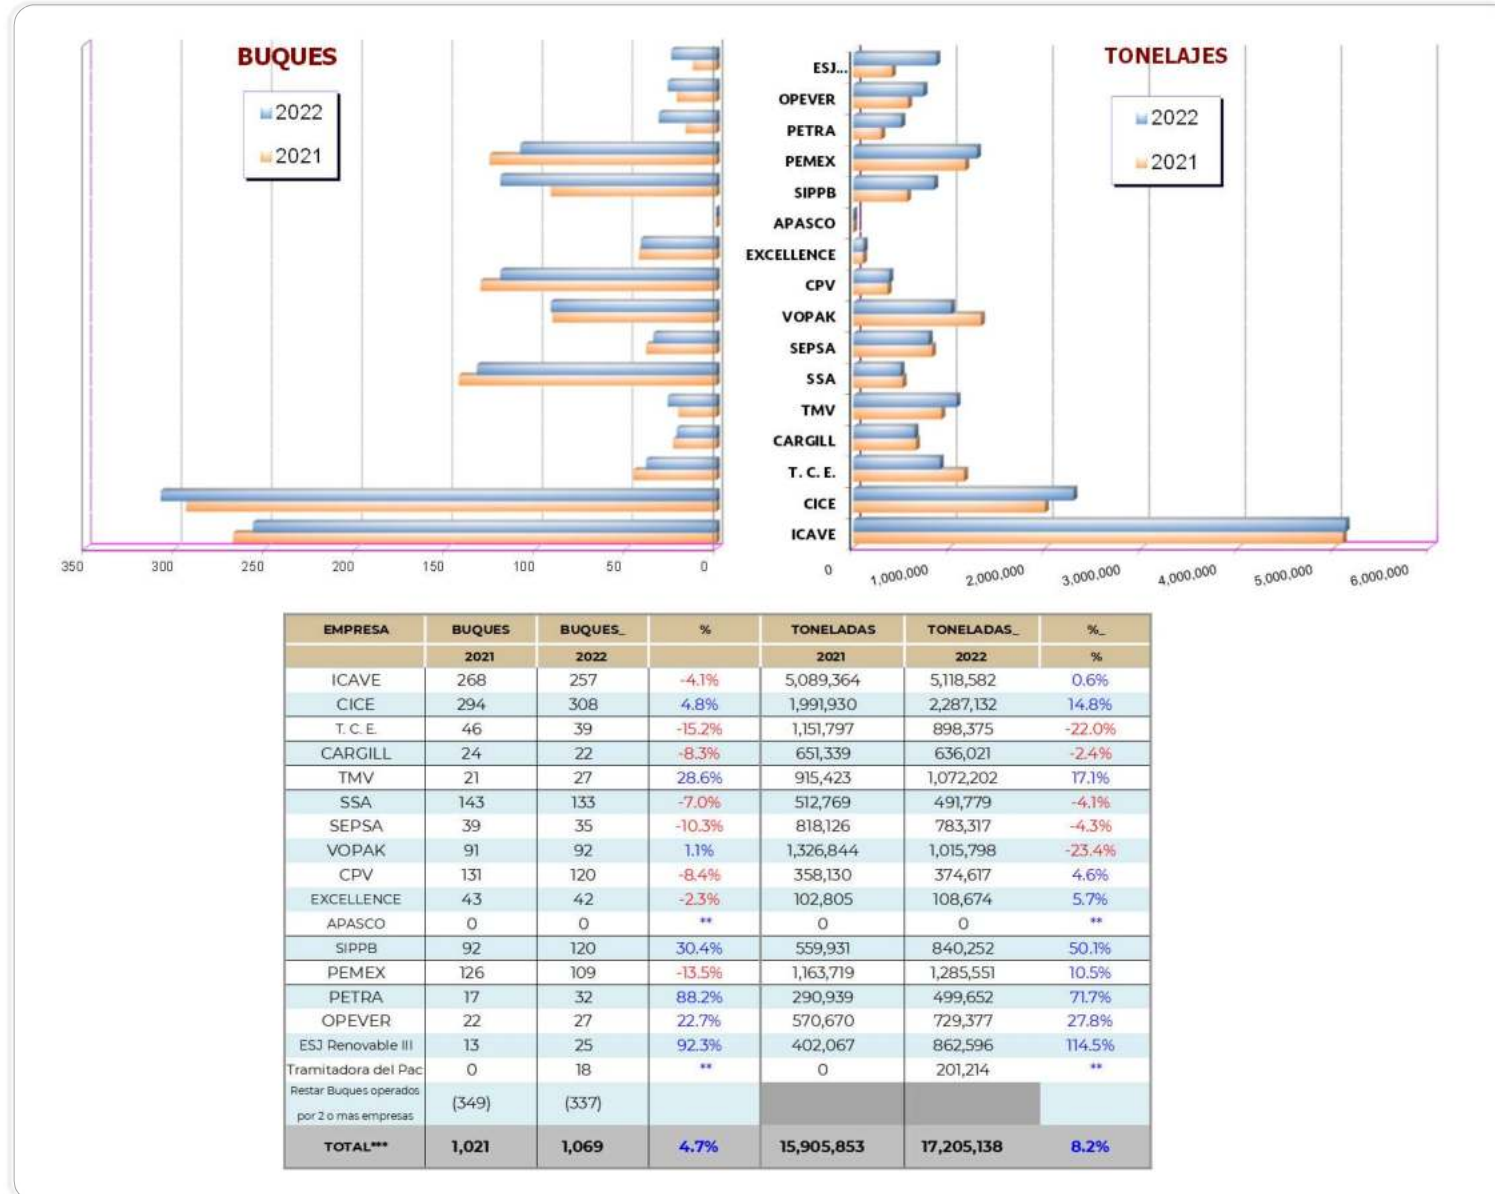 BUQUES
2022
2021
350 300 250 200 150 100 50 0
TONELAJES
2022
2021
ESJ...
OPEVER
PETRA
PEMEX
SIPPB
APASCO
EXCELLENCE
CPV
VOPAK
SEPSA
SSA
TMV
CARGILL
T. C. E.
CICE
ICAVE
0 1,000,000 2,000,000 3,000,000 4,000,000 5,000,000 6,000,000
EMPRESA BUQUES BUQUES_ % TONELADAS TONELADAS_ %_
2021 2022 2021 2022 %
ICAVE 268 257 -4.1% 5,089,364 5,118,582 0.6%
CICE 294 308 4.8% 1,991,930 2,287,132 14.8%
T. C. E. 46 39 -15.2% 1,151,797 898,375 -22.0%
CARGILL 24 22 -8.3% 651,339 636,021 -2.4%
TMV 21 27 28.6% 915,423 1,072,202 17.1%
SSA 143 133 -7.0% 512,769 491,779 -4.1%
SEPSA 39 35 -10.3% 818,126 783,317 -4.3%
VOPAK 91 92 1.1% 1,326,844 1,015,798 -23.4%
CPV 131 120 -8.4% 358,130 374,617 4.6%
EXCELLENCE 43 42 -2.3% 102,805 108,674 5.7%
APASCO 0 0 ** 0 0 **
SIPPB 92 120 30.4% 559,931 840,252 50.1%
PEMEX 126 109 -13.5% 1,163,719 1,285,551 10.5%
PETRA 17 32 88.2% 290,939 499,652 71.7%
OPEVER 22 27 22.7% 570,670 729,377 27.8%
ESJ Renovable III 13 25 92.3% 402,067 862,596 114.5%
Tramitadora del Pac 0 18 ** 0 201,214 **
Restar Buques operados
por 2 o mas empresas (349) (337)
TOTAL*** 1,021 1,069 4.7% 15,905,853 17,205,138 8.2%